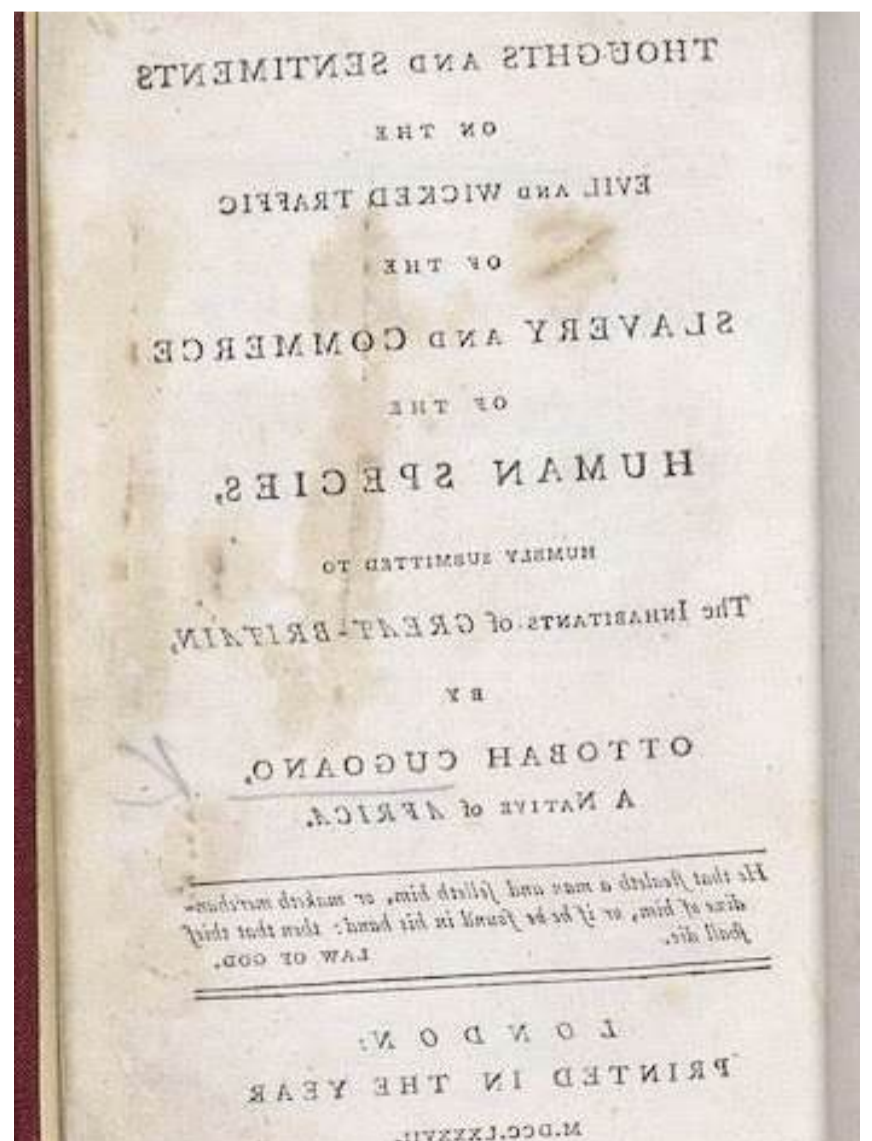 THOUGHTS AND SENTIMENTS
ON THE
EVIL AND WICKED TRAFFIC
OF THE
SLAVERY AND COMMERCE
OF THE
HUMAN SPECIES,
HUMBLY SUBMITTED TO
The INHABITANTS of GREAT-BRITAIN,
BY
OTTOBAH CUGOANO,
A NATIVE of AFRICA.
He that ſtealeth a man and ſelleth him, or maketh merchan-
dize of him, or if he be found in his hand: then that thief
ſhall die.
LAW OF GOD.
LONDON:
PRINTED IN THE YEAR
M.DCC.LXXXVII.